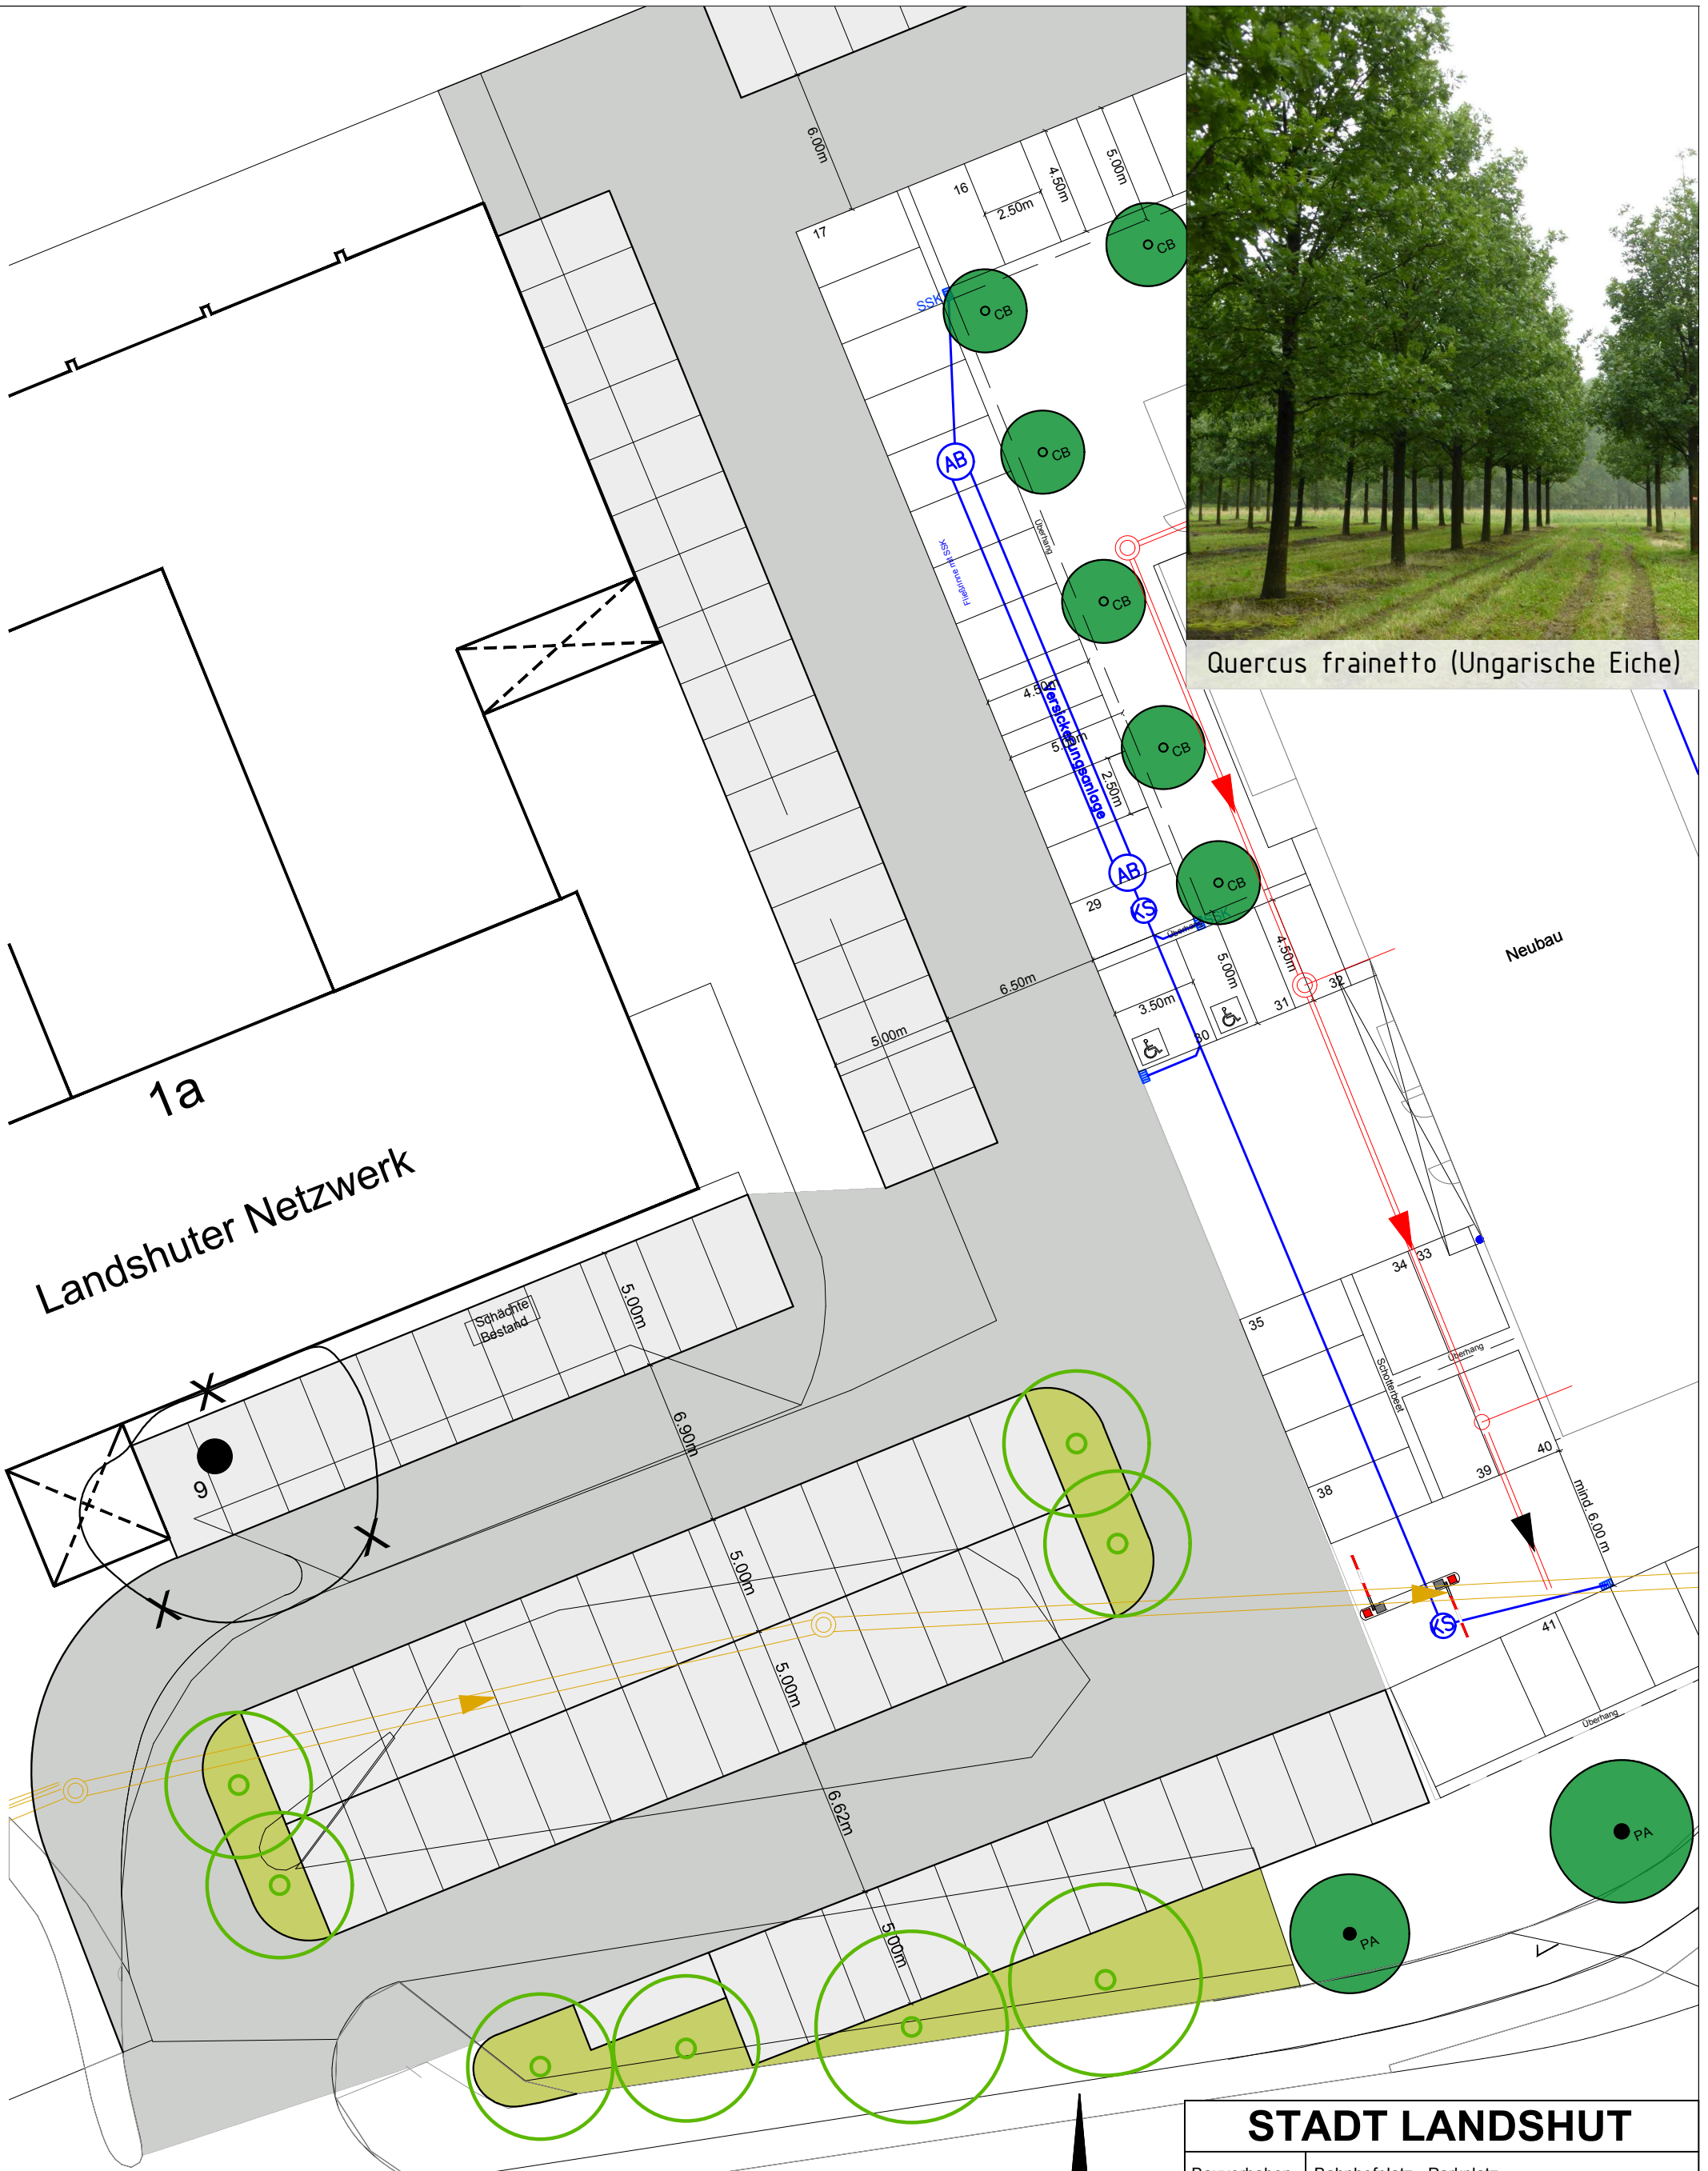 6.00m
17
16
2.50m
4.50m
5.00m
CB
SSK
CB
AB
CB
Überhang
Fließrinne mit SSK
CB
Quercus frainetto (Ungarische Eiche)
4.50m
Versickerungsanlage
CB
2.50m
AB
CB
29
KS
Überhang
SSK
4.50m
Neubau
5.00m
6.50m
32
3.50m
31
5.00m
30
1a
Landshuter Netzwerk
34
33
35
5.00m
Schächte
Bestand
Überhang
Schotterbeet
X
6.90m
40
39
9
38
mind. 6.00 m
X
X
5.00m
KS
41
5.00m
Überhang
6.62m
PA
PA
5.00m
STADT LANDSHUT